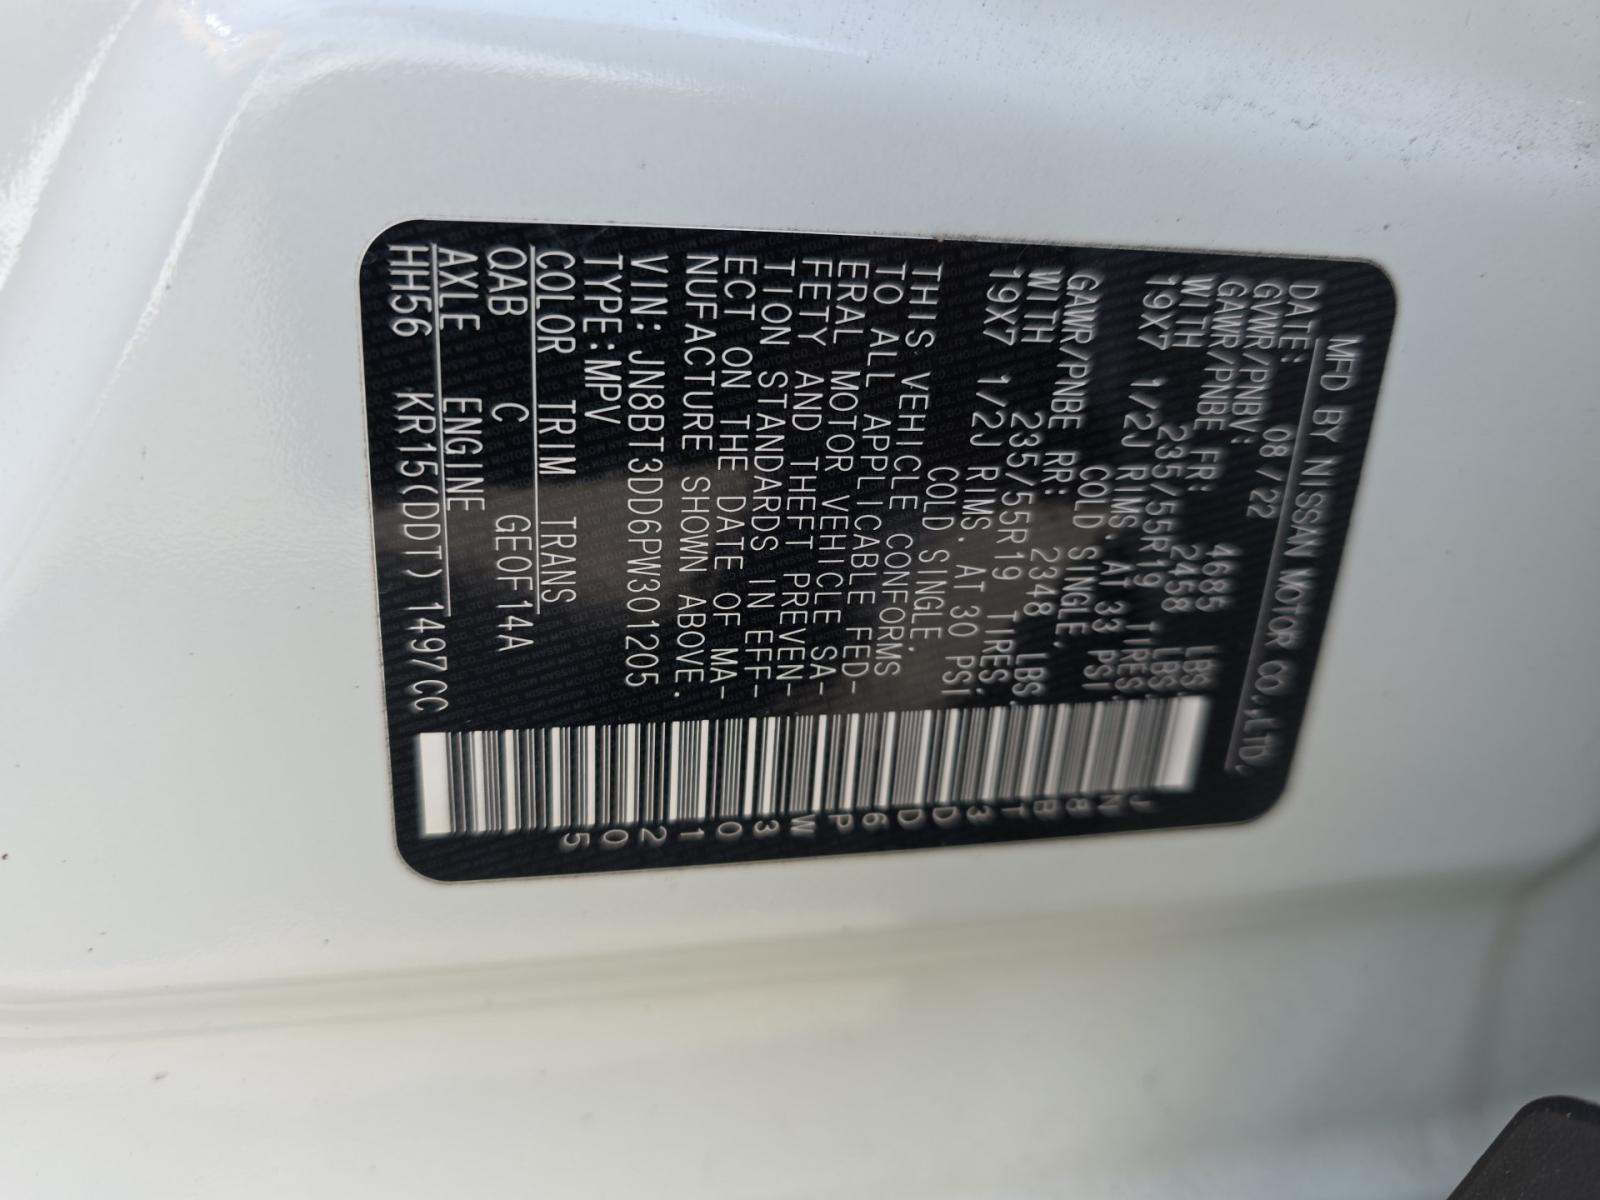 MFD BY NISSAN MOTOR CO.,LTD.
DATE: 08/22
GVWR/PNBV: 4685 LBS.
GAWR/PNBE FR: 2458 LBS.
WITH 235/55R19 TIRES,
19X7 1/2J RIMS. AT 33 PSI
COLD SINGLE,
GAWR/PNBE RR: 2348 LBS.
WITH 235/55R19 TIRES,
19X7 1/2J RIMS. AT 30 PSI
COLD SINGLE.
THIS VEHICLE CONFORMS
TO ALL APPLICABLE FED-
ERAL MOTOR VEHICLE SA-
FETY AND THEFT PREVEN-
TION STANDARDS IN EFF-
ECT ON THE DATE OF MA-
NUFACTURE SHOWN ABOVE.
VIN: JN8BT3DD6PW301205
TYPE:MPV
COLOR TRIM TRANS
QAB C GE0F14A
AXLE ENGINE
HH56 KR15(DDT)1497CC
JN8BT3DD6PW301205